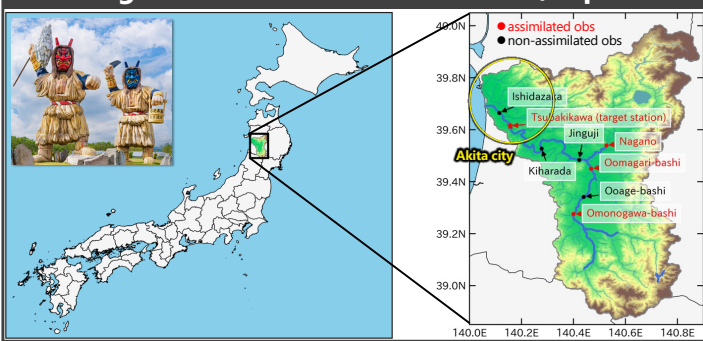 40.0N
assimilated obs
non-assimilated obs
39.8N
Ishidazaka
Tsubakikawa (target station)
39.6N
Jinguji
Nagano
Akita city
Oomagari-bashi
Kiharada
39.4N
Ooage-bashi
Omonogawa-bashi
39.2N
39.0N
140.0E 140.2E 140.4E 140.6E 140.8E